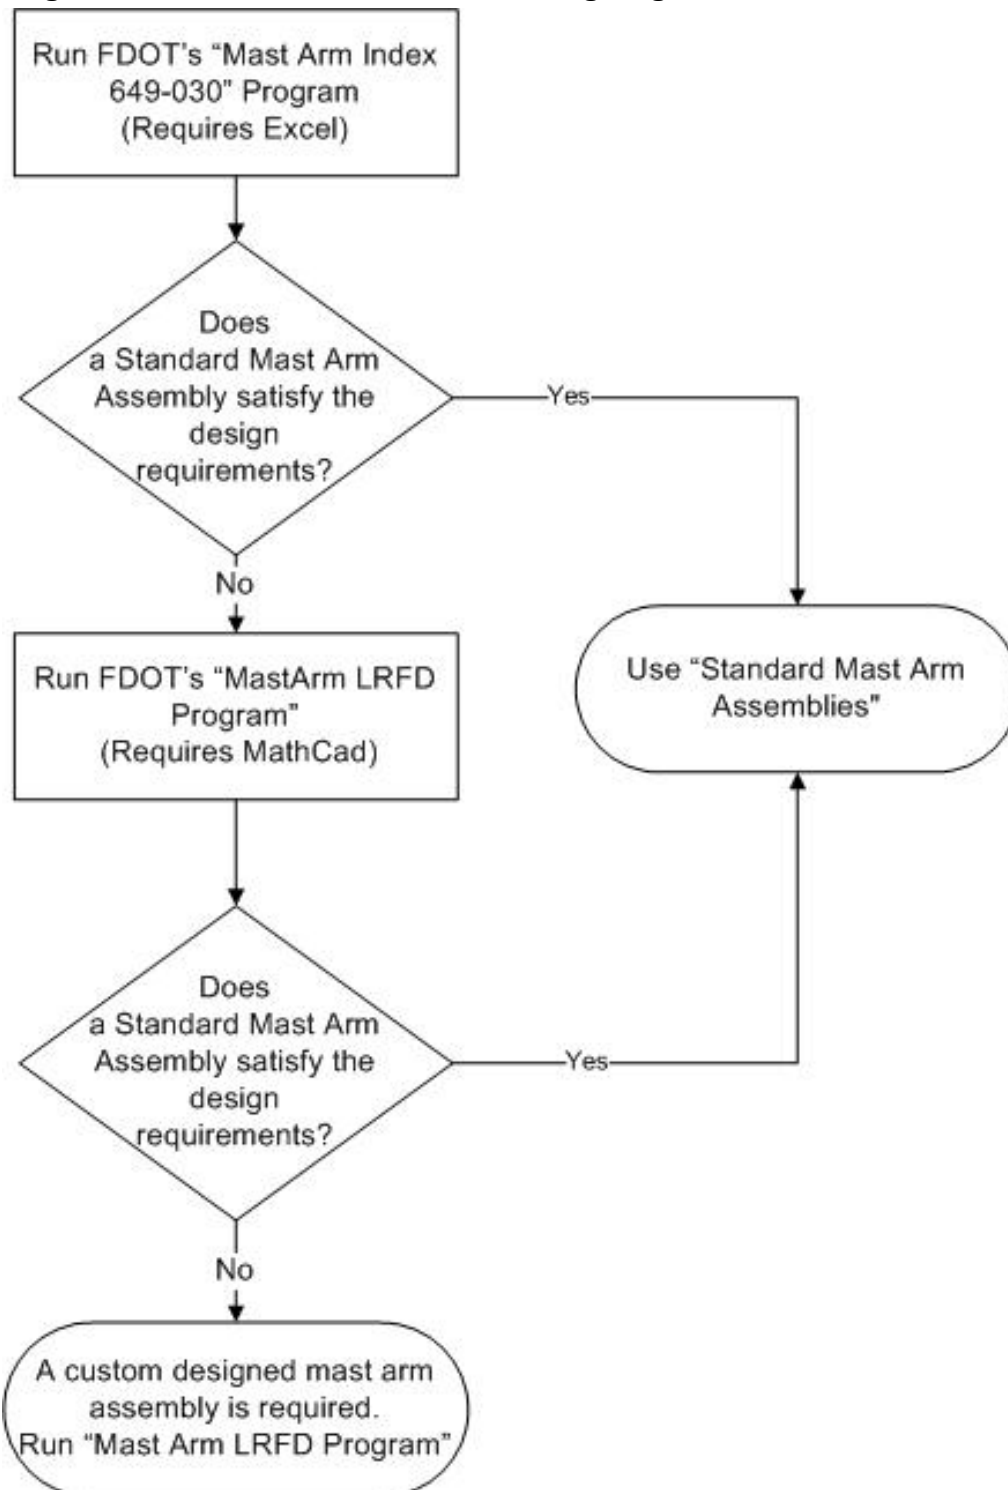 Run FDOT's “Mast Arm Index
649-030” Program
(Requires Excel)
Does
a Standard Mast Arm
Assembly satisfy the
design
requirements?
Yes
No
Use “Standard Mast Arm
Assemblies”
Run FDOT's “MastArm LRFD
Program”
(Requires MathCad)
Does
a Standard Mast Arm
Assembly satisfy the
design
requirements?
Yes
No
A custom designed mast arm
assembly is required.
Run “Mast Arm LRFD Program”